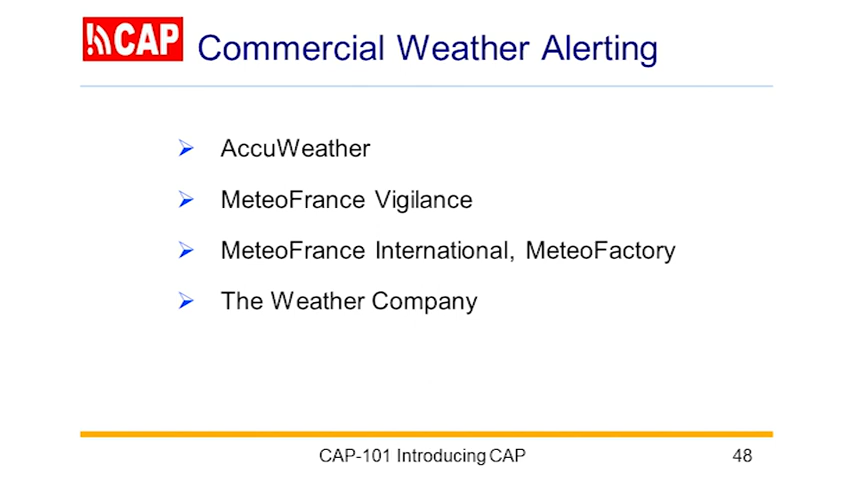 CAP Commercial Weather Alerting
AccuWeather
MeteoFrance Vigilance
MeteoFrance International, MeteoFactory
The Weather Company
CAP-101 Introducing CAP 48